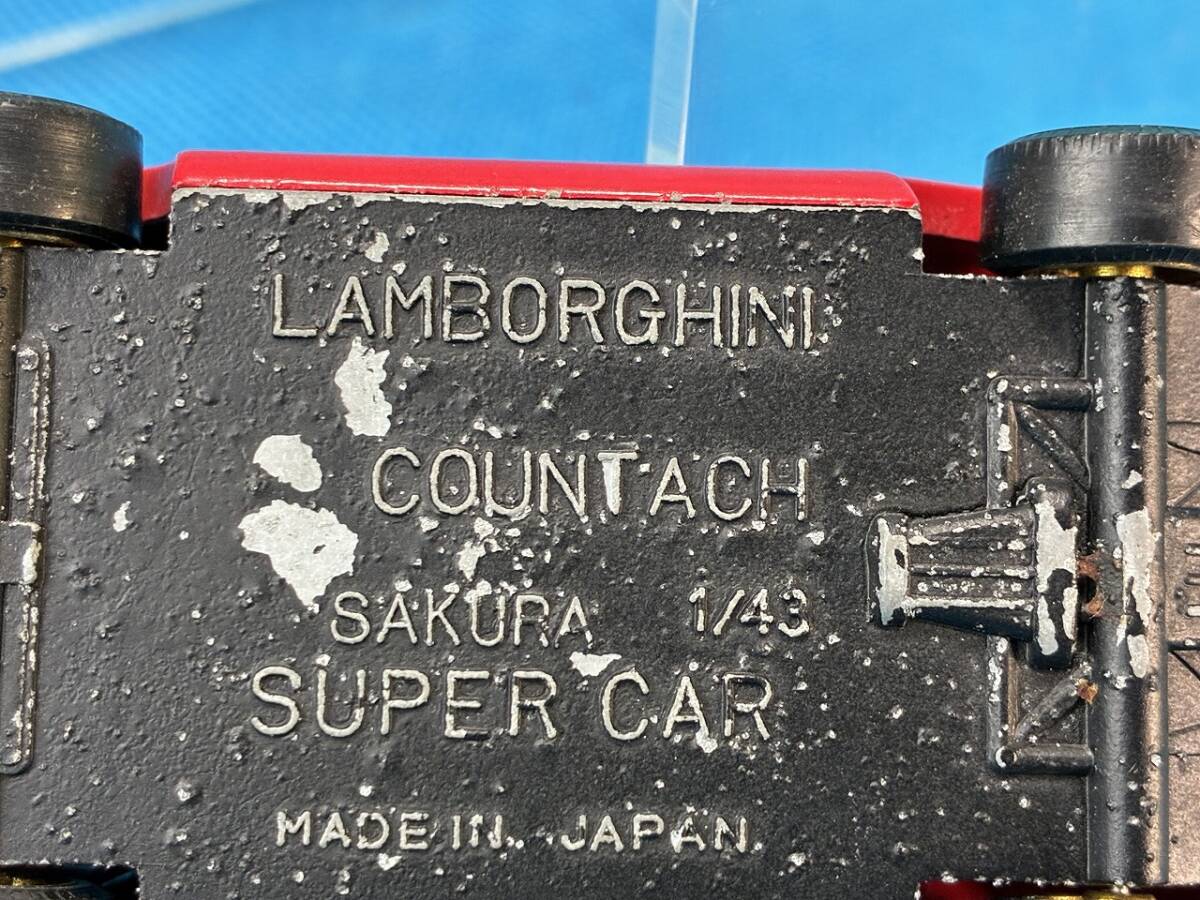 LAMBORGHINI
COUNTACH
SAKURA 1/43
SUPER CAR
MADE IN JAPAN